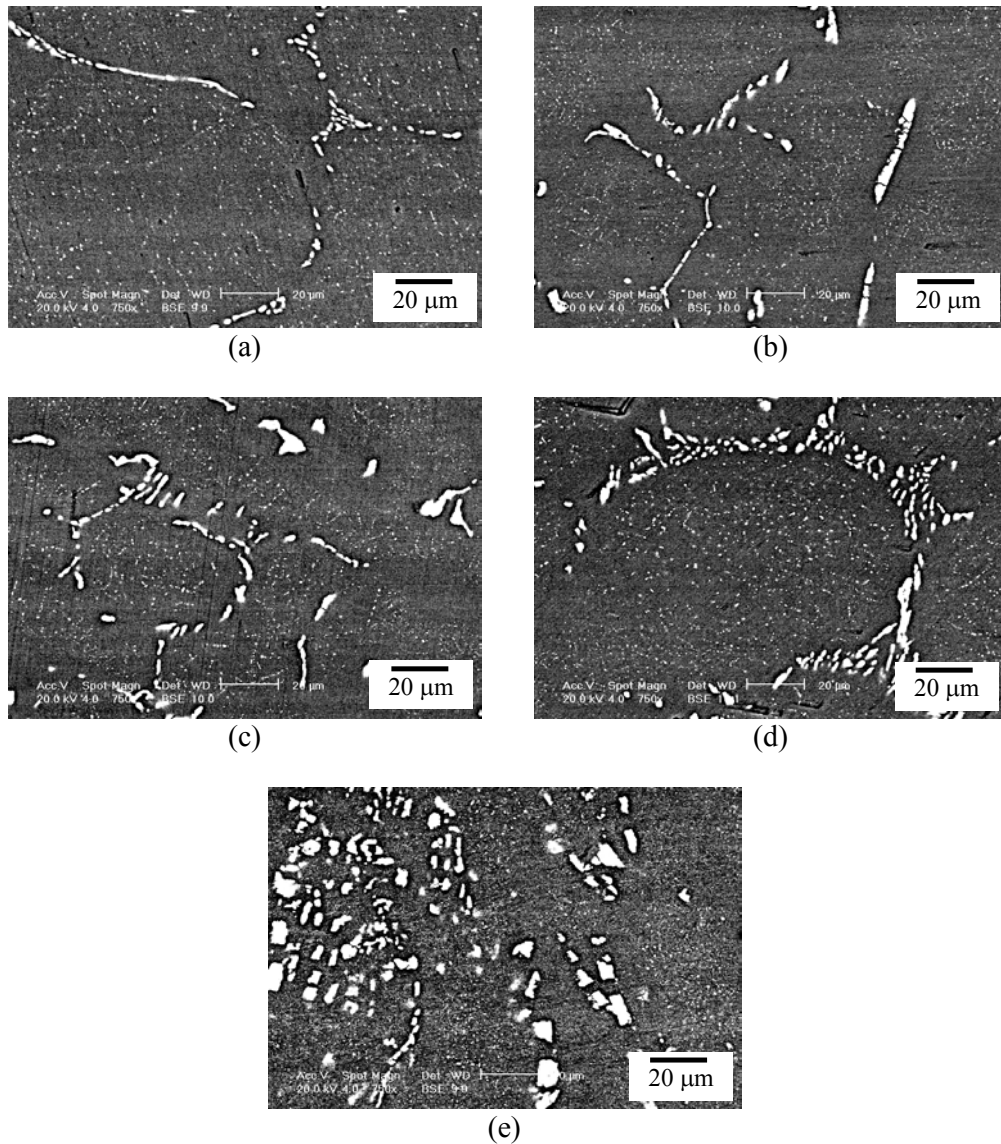 Acc.V Spot Magn Det WD 20 µm
20.0 kV 4.0 750x BSE 9.9
20 µm
(a)
Acc.V Spot Magn Det WD 20 µm
20.0 kV 4.0 750x BSE 10.0
20 µm
(b)
Acc.V Spot Magn Det WD 20 µm
20.0 kV 4.0 750x BSE 10.0
20 µm
(c)
Acc.V Spot Magn Det WD 20 µm
20.0 kV 4.0 750x BSE
20 µm
(d)
Acc.V Spot Magn Det WD
20.0 kV 4.0 750x BSE 9.9
20 µm
(e)